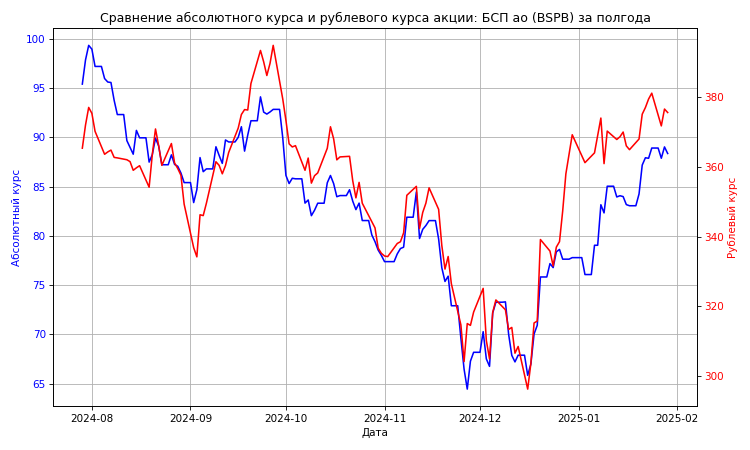 Сравнение абсолютного курса и рублевого курса акции: БСП ао (BSPB) за полгода
100
95
90
85
80
75
70
65
Абсолютный курс
380
360
340
320
300
Рублевый курс
2024-08 2024-09 2024-10 2024-11 2024-12 2025-01 2025-02
Дата